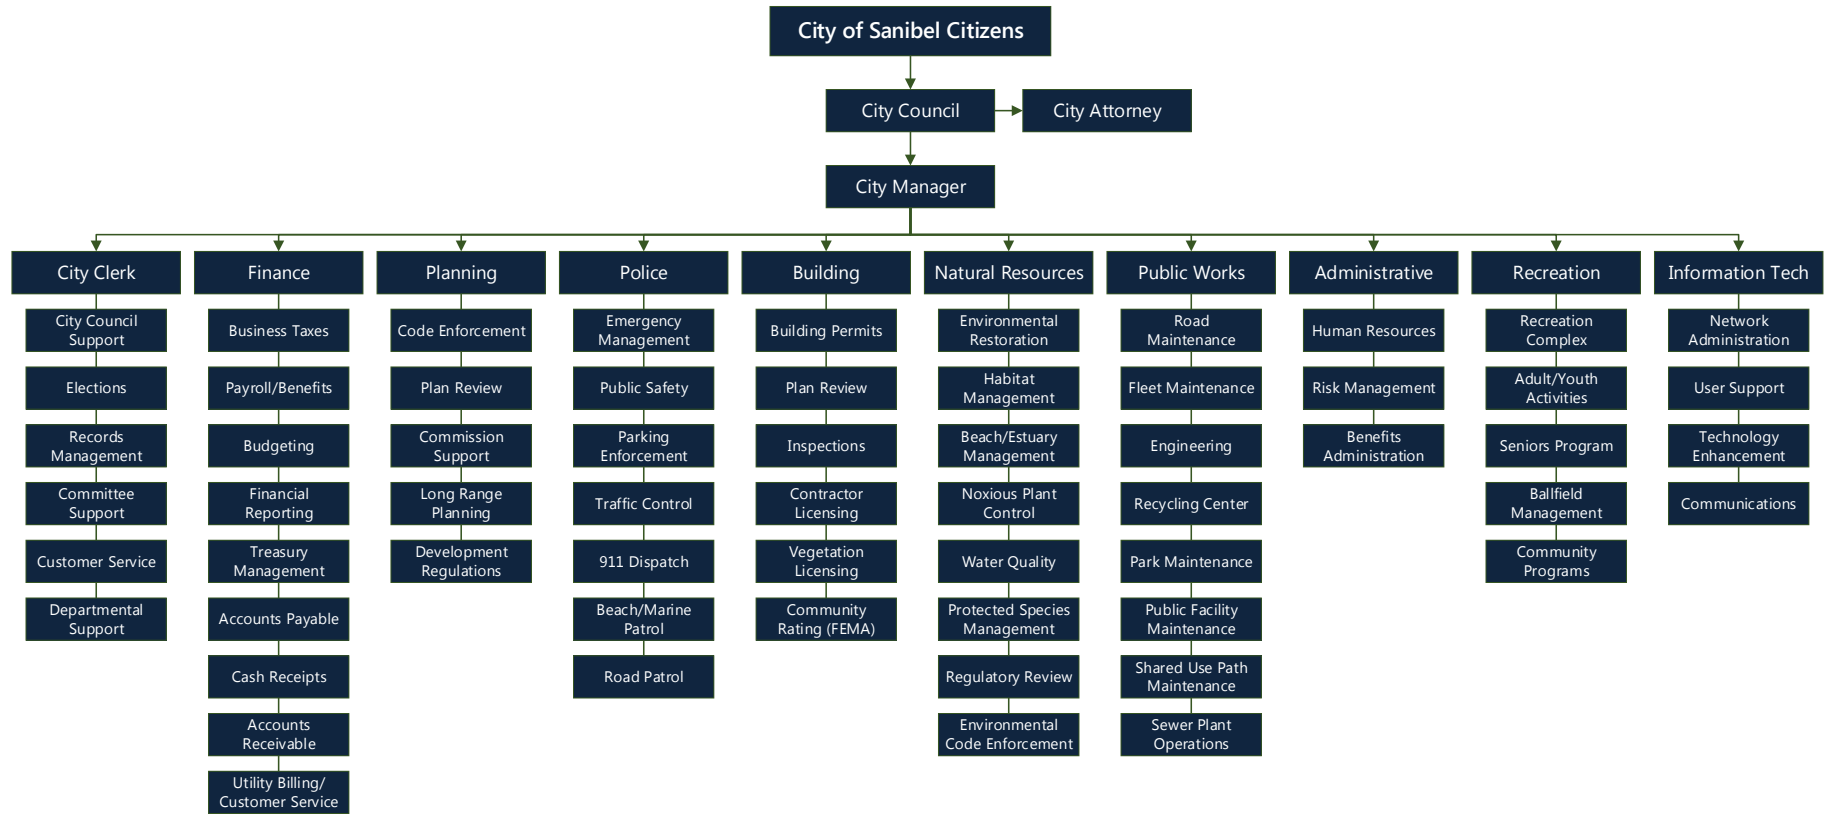 City of Sanibel Citizens
City Council
City Attorney
City Manager
City Clerk
City Council
Support
Elections
Records
Management
Committee
Support
Customer Service
Departmental
Support
Finance
Business Taxes
Payroll/Benefits
Budgeting
Financial
Reporting
Treasury
Management
Accounts Payable
Cash Receipts
Accounts
Receivable
Utility Billing/
Customer Service
Planning
Code Enforcement
Plan Review
Commission
Support
Long Range
Planning
Development
Regulations
Police
Emergency
Management
Public Safety
Parking
Enforcement
Traffic Control
911 Dispatch
Beach/Marine
Patrol
Road Patrol
Building
Building Permits
Plan Review
Inspections
Contractor
Licensing
Vegetation
Licensing
Community
Rating (FEMA)
Natural Resources
Environmental
Restoration
Habitat
Management
Beach/Estuary
Management
Noxious Plant
Control
Water Quality
Protected Species
Management
Regulatory Review
Environmental
Code Enforcement
Public Works
Road
Maintenance
Fleet Maintenance
Engineering
Recycling Center
Park Maintenance
Public Facility
Maintenance
Shared Use Path
Maintenance
Sewer Plant
Operations
Administrative
Human Resources
Risk Management
Benefits
Administration
Recreation
Recreation
Complex
Adult/Youth
Activities
Seniors Program
Ballfield
Management
Community
Programs
Information Tech
Network
Administration
User Support
Technology
Enhancement
Communications